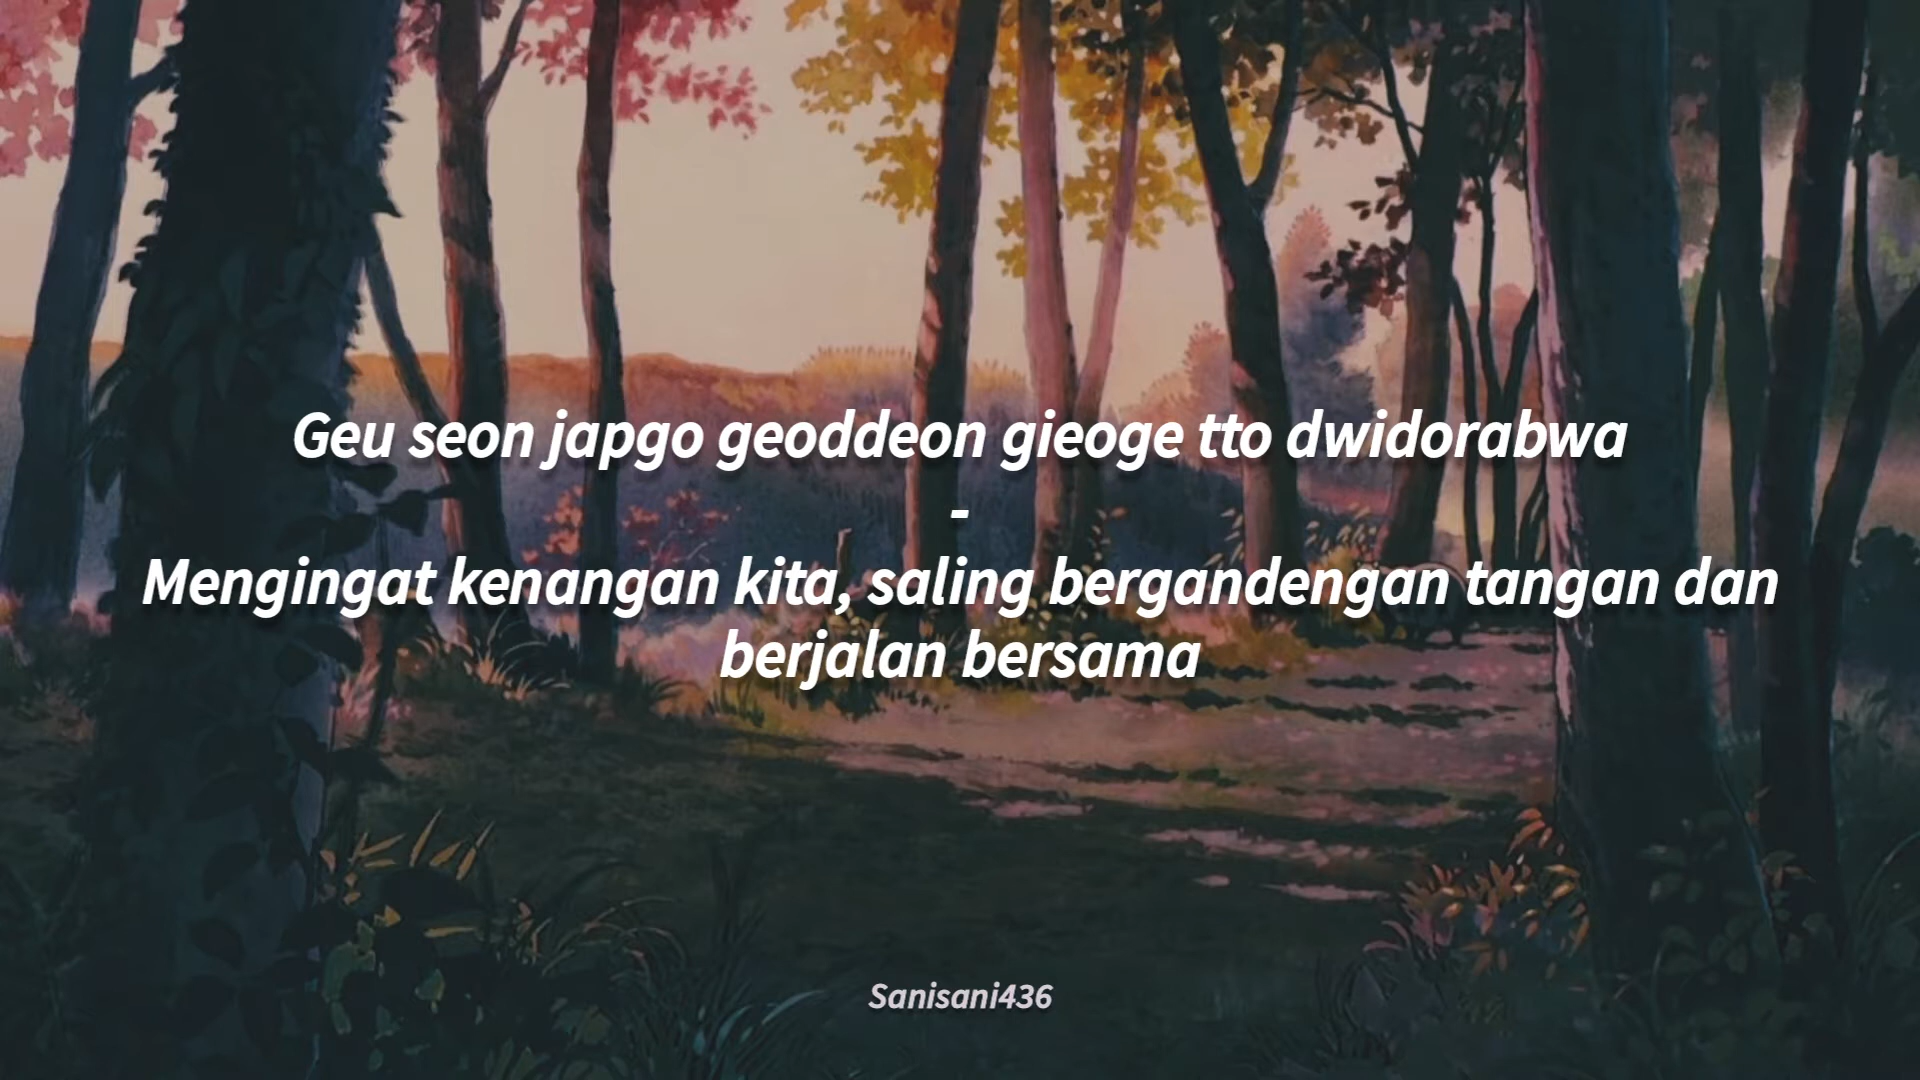 Geu seon japgo geoddeon gieoge tto dwidorabwa
-
Mengingat kenangan kita, saling bergandengan tangan dan
berjalan bersama
Sanisani436